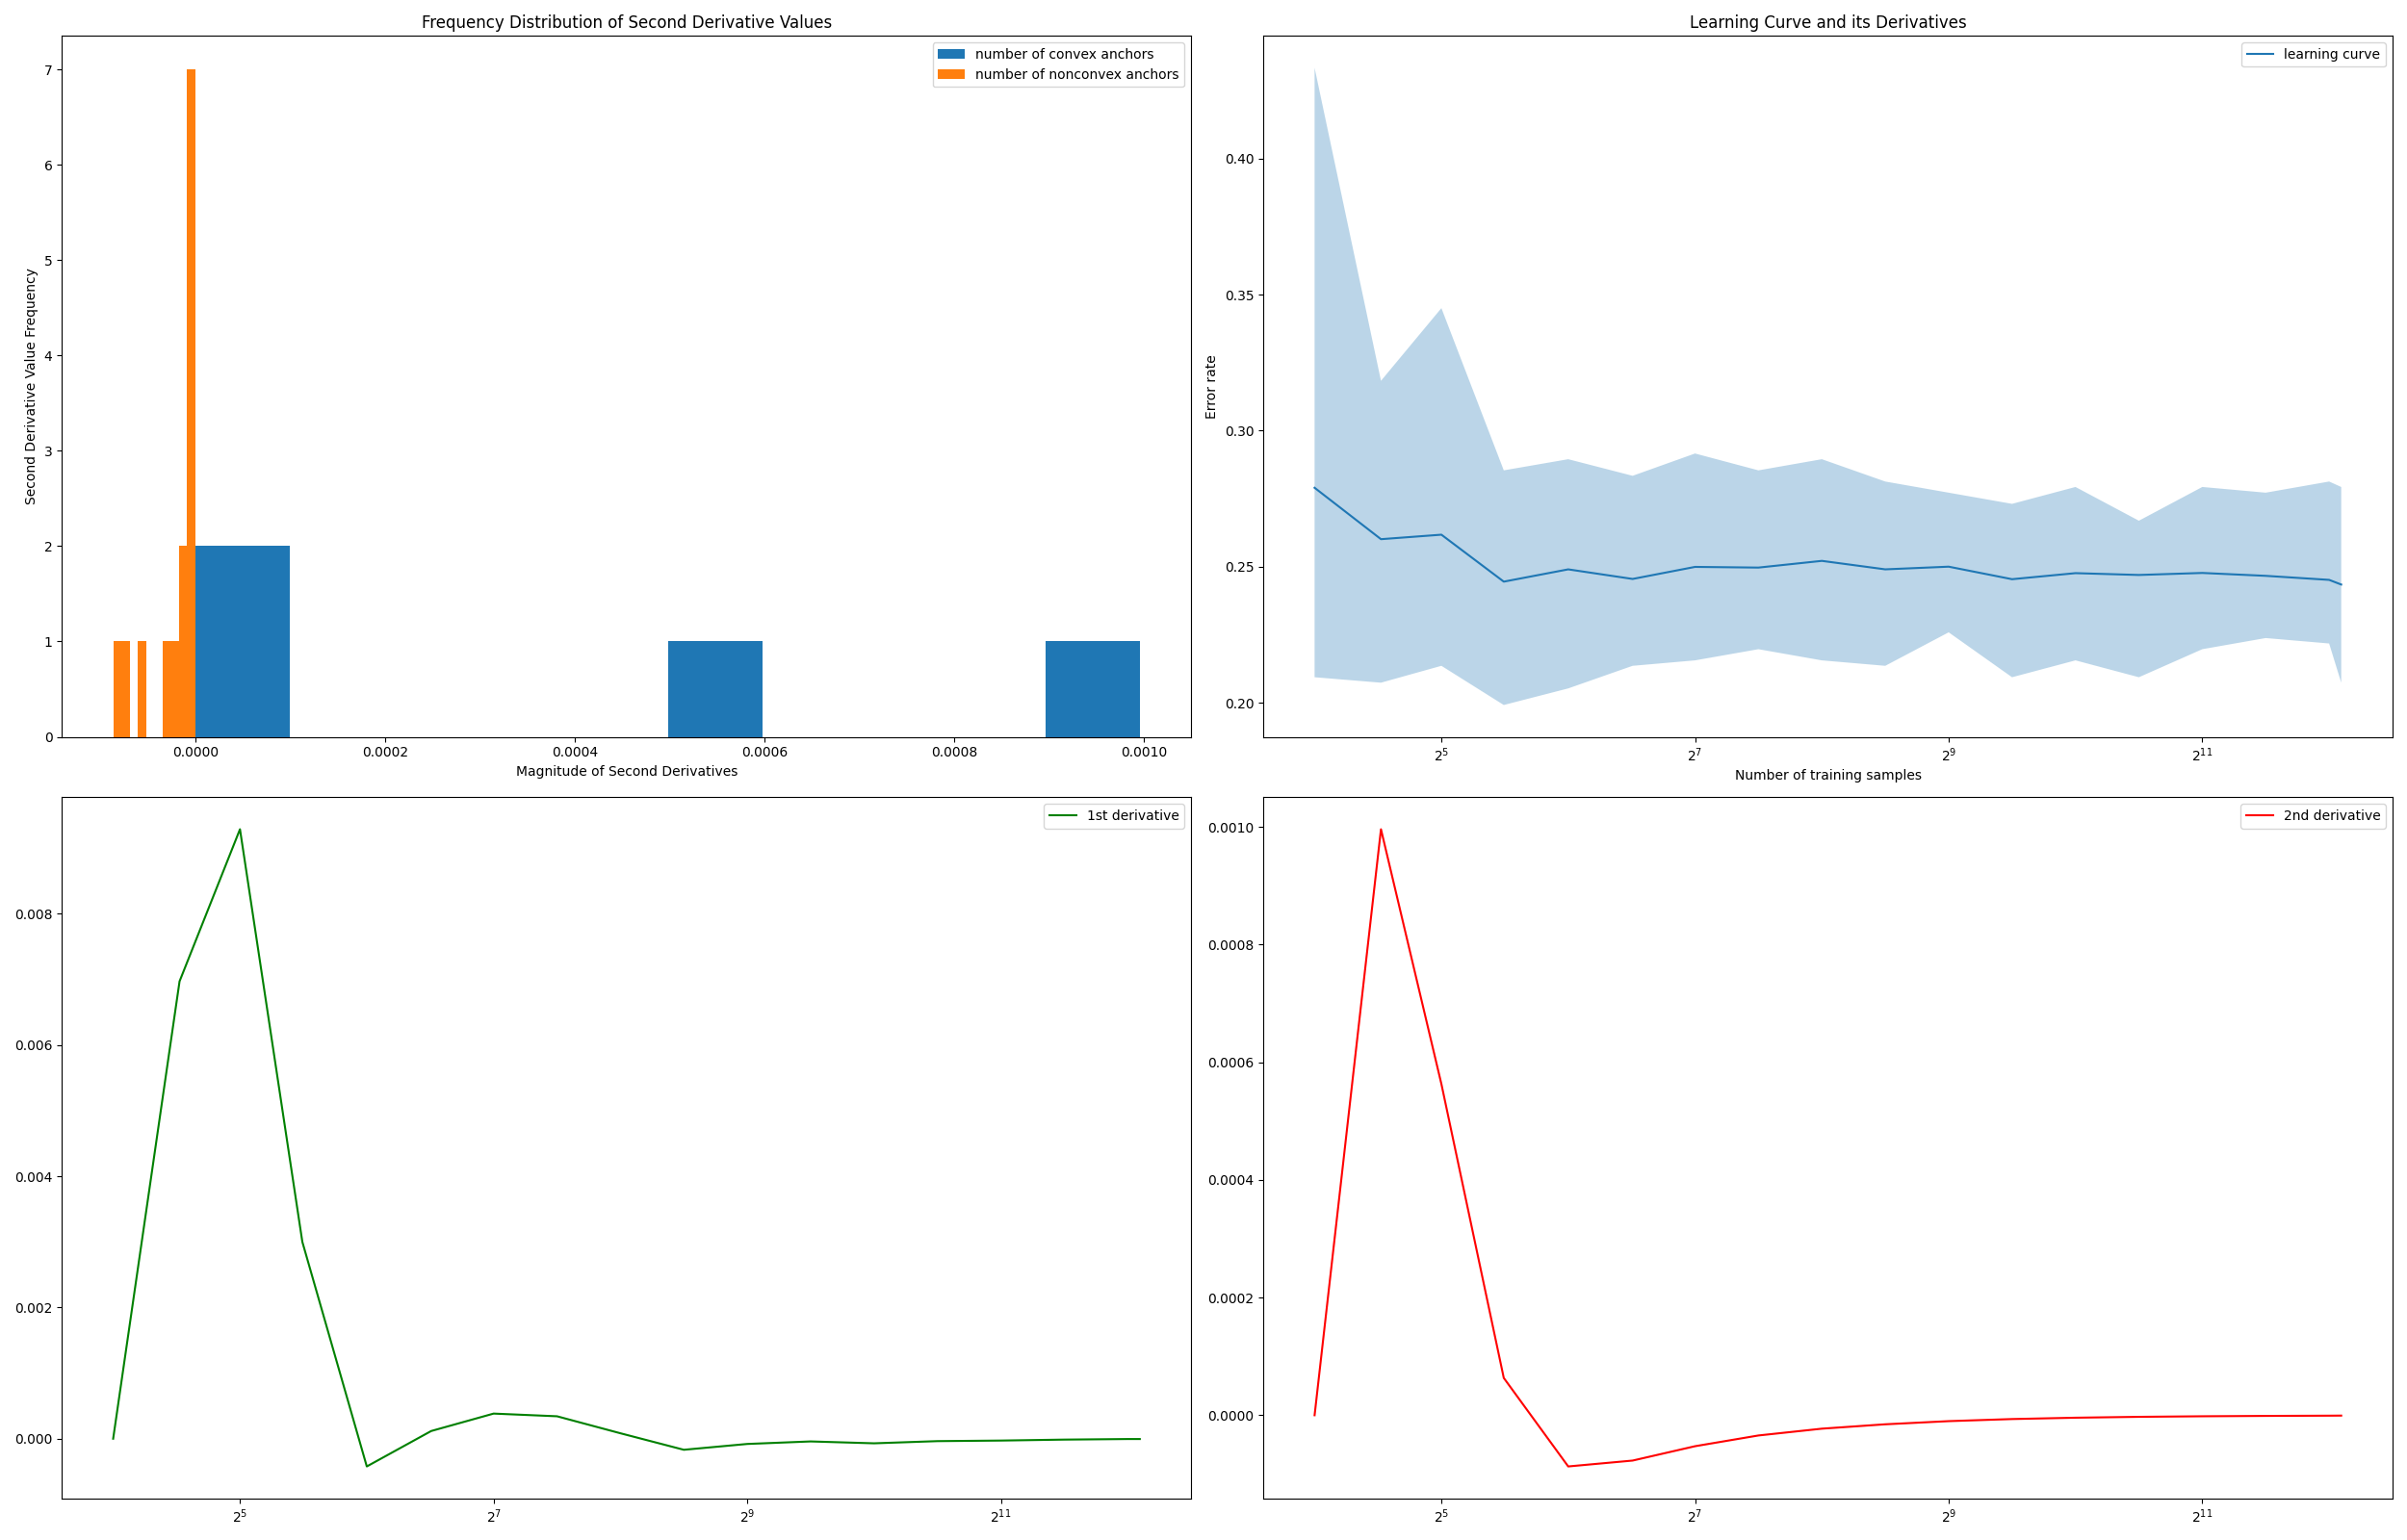 Frequency Distribution of Second Derivative Values
number of convex anchors
number of nonconvex anchors
7
6
5
4
3
2
1
0
Second Derivative Value Frequency
0.0000 0.0002 0.0004 0.0006 0.0008 0.0010
Magnitude of Second Derivatives
Learning Curve and its Derivatives
learning curve
0.40
0.35
0.30
0.25
0.20
Error rate
2^5 2^7 2^9 2^11
Number of training samples
1st derivative
0.008
0.006
0.004
0.002
0.000
2^5 2^7 2^9 2^11
2nd derivative
0.0010
0.0008
0.0006
0.0004
0.0002
0.0000
2^5 2^7 2^9 2^11